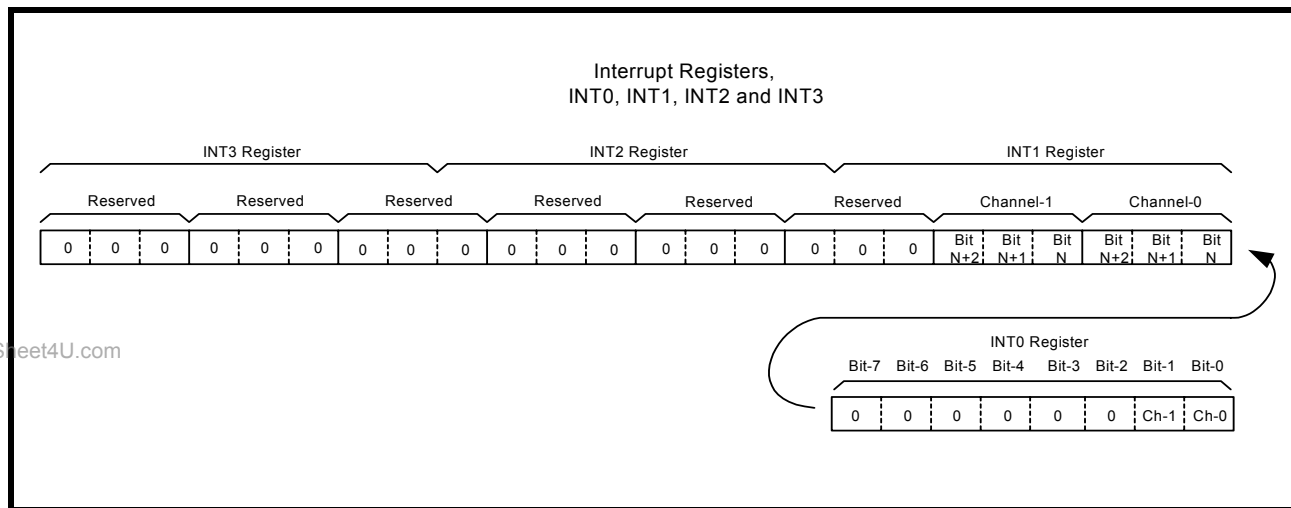 Interrupt Registers,
INT0, INT1, INT2 and INT3
INT3 Register INT2 Register INT1 Register
Reserved Reserved Reserved Reserved Reserved Reserved Channel-1 Channel-0
0 0 0 0 0 0 0 0 0 0 0 0 0 0 0 0 0 0 Bit N+2 Bit N+1 Bit N Bit N+2 Bit N+1 Bit N
INT0 Register
Sheet4U.com
Bit-7 Bit-6 Bit-5 Bit-4 Bit-3 Bit-2 Bit-1 Bit-0
0 0 0 0 0 0 Ch-1 Ch-0